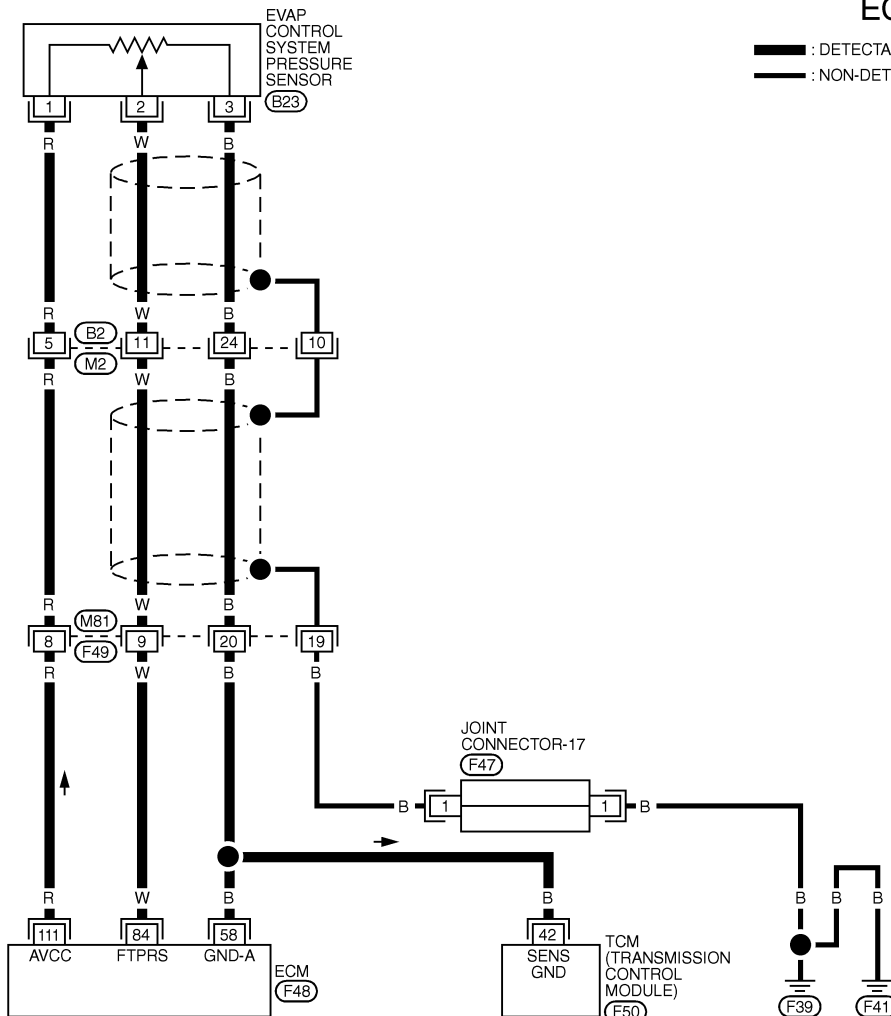 EC
: DETECTA
: NON-DET
EVAP
CONTROL
SYSTEM
PRESSURE
SENSOR
B23
1 2 3
R W B
R W B
5 B2 11 24 10
M2
R W B
R W B
M81
8 9 20 19
F49
R W B B
JOINT
CONNECTOR-17
F47
B 1 1 B
R W B B B B B
111 84 58 42
AVCC FTPRS GND-A
ECM
F48
SENS
GND
TCM
(TRANSMISSION
CONTROL
MODULE)
F50
F39 F41